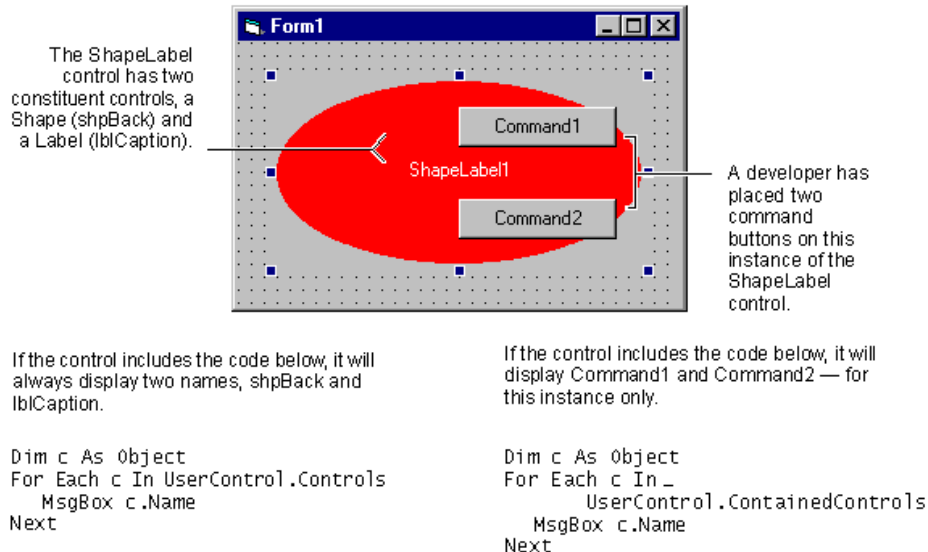 Form1
The ShapeLabel
control has two
constituent controls, a
Shape (shpBack) and
a Label (lblCaption).
Command1
ShapeLabel1
Command2
A developer has
placed two
command
buttons on this
instance of the
ShapeLabel
control.
If the control includes the code below, it will
always display two names, shpBack and
lblCaption.
Dim c As Object
For Each c In UserControl.Controls
MsgBox c.Name
Next
If the control includes the code below, it will
display Command1 and Command2 — for
this instance only.
Dim c As Object
For Each c In _
UserControl.ContainedControls
MsgBox c.Name
Next